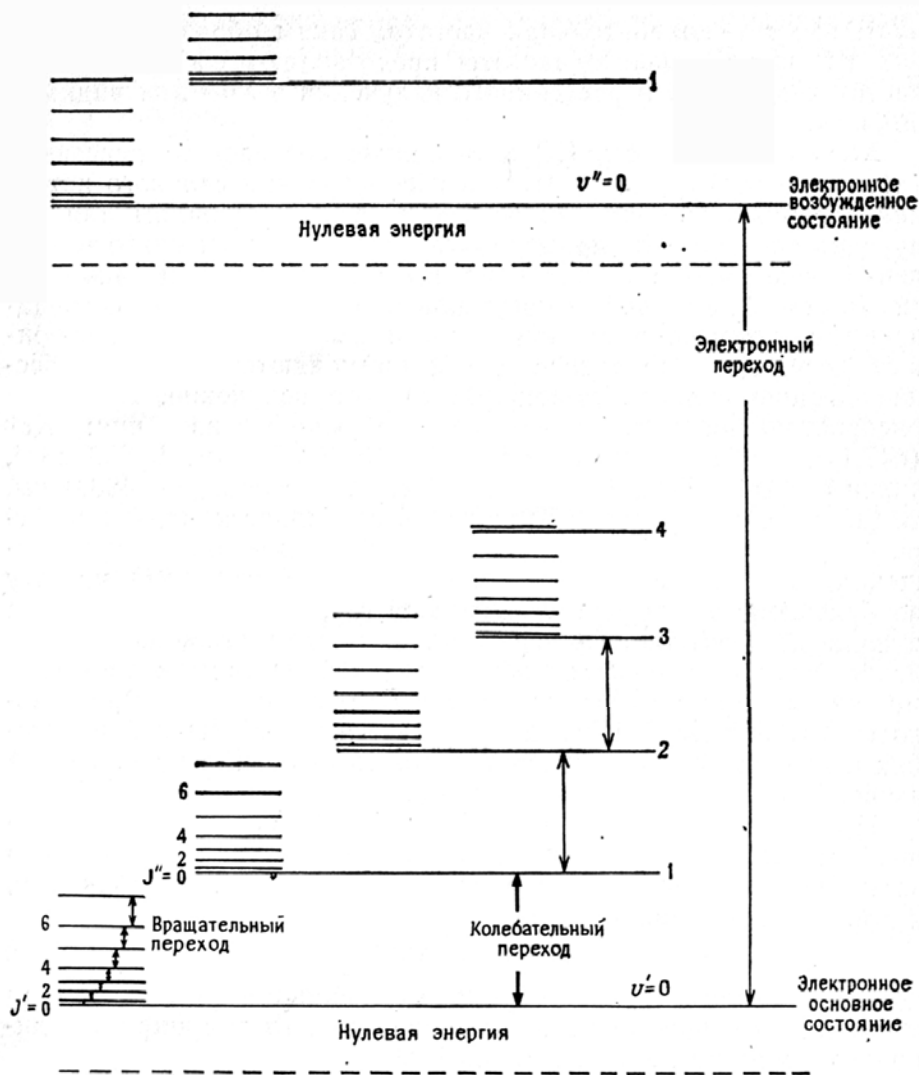 1
υ″=0
Электронное
возбужденное
состояние
Нулевая энергия
Электронный
переход
4
3
2
6
4
2
J″=0
1
6
Вращательный
переход
4
2
J′=0
Колебательный
переход
υ′=0
Электронное
основное
состояние
Нулевая энергия